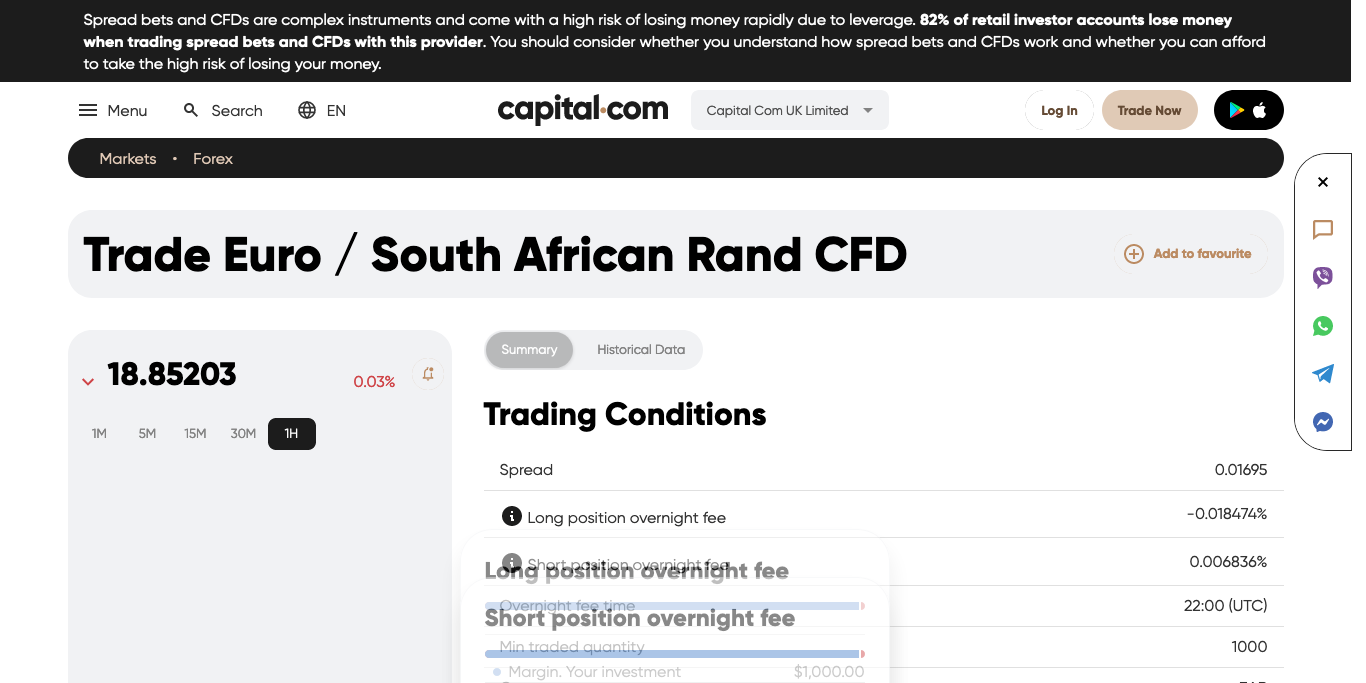 Spread bets and CFDs are complex instruments and come with a high risk of losing money rapidly due to leverage. 82% of retail investor accounts lose money
when trading spread bets and CFDs with this provider. You should consider whether you understand how spread bets and CFDs work and whether you can afford
to take the high risk of losing your money.
Menu Search EN capital.com Capital Com UK Limited Log In Trade Now
Markets • Forex
Trade Euro / South African Rand CFD Add to favourite
18.85203 0.03%
1M 5M 15M 30M 1H
Summary Historical Data
Trading Conditions
Spread 0.01695
Long position overnight fee -0.018474%
Short position overnight fee 0.006836%
Long position overnight fee
Overnight fee time 22:00 (UTC)
Short position overnight fee
Min traded quantity 1000
Margin. Your investment $1,000.00